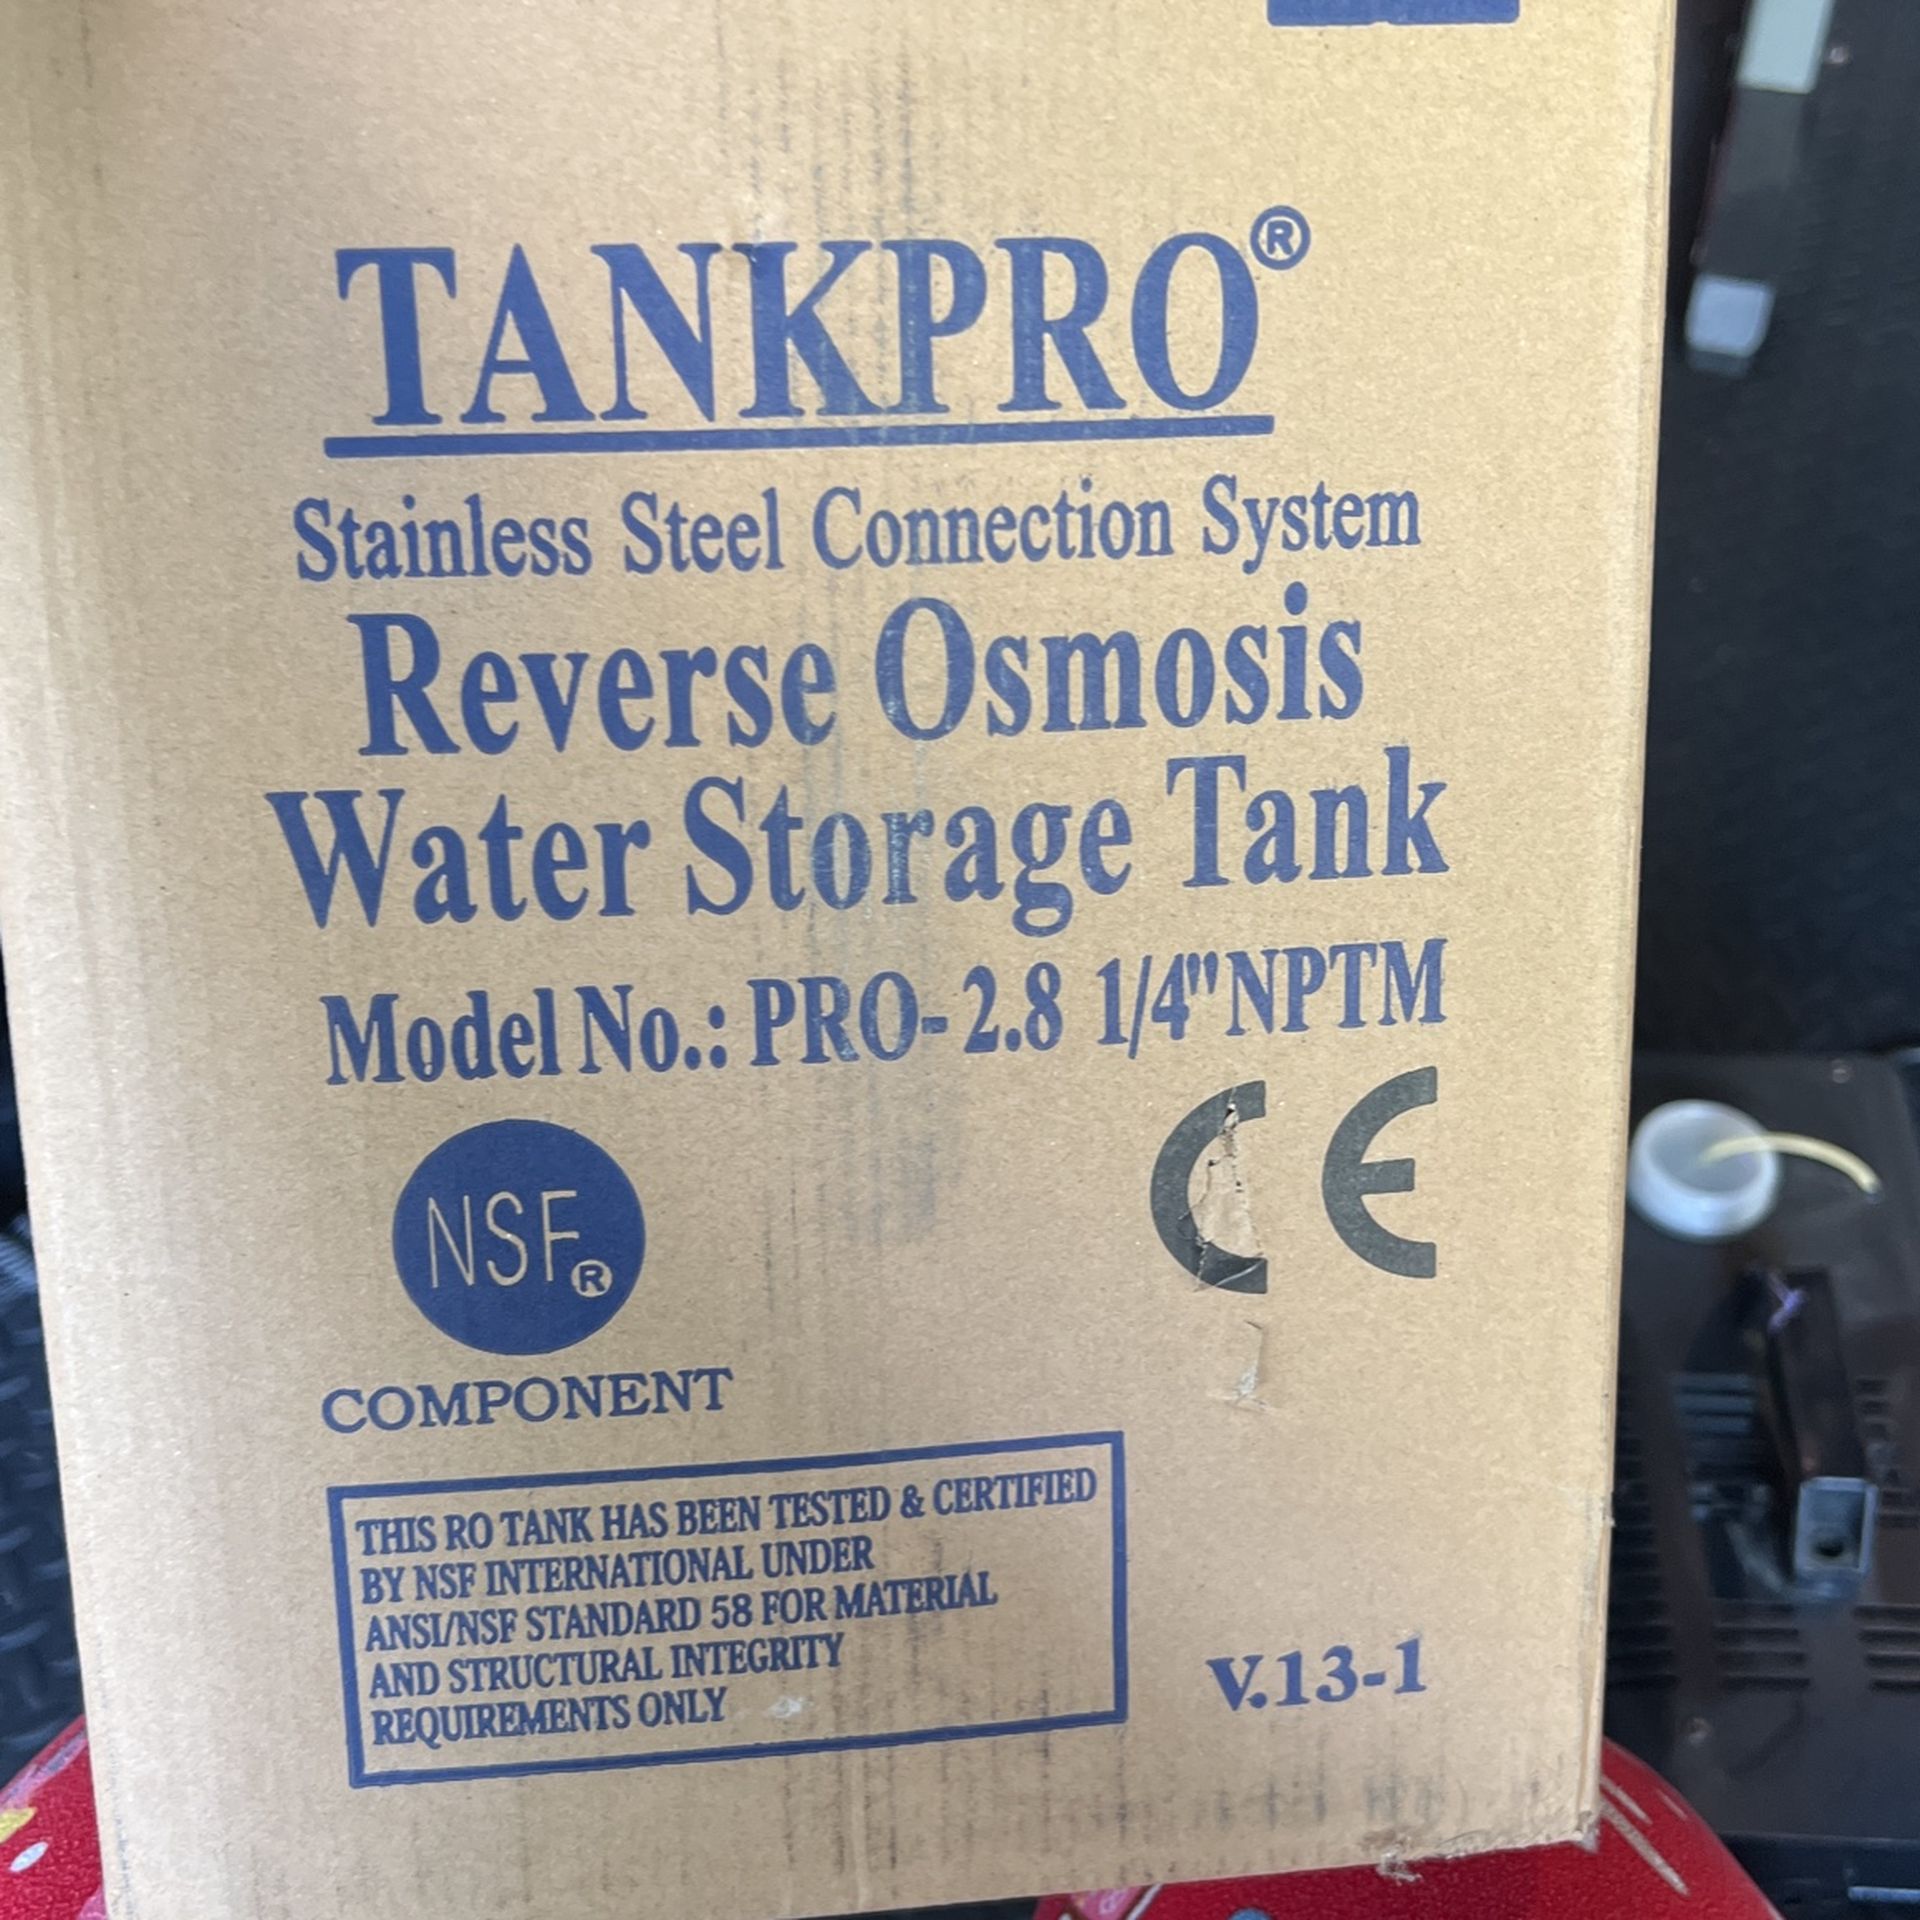 TANKPRO®
Stainless Steel Connection System
Reverse Osmosis
Water Storage Tank
Model No.: PRO-2.8 1/4"NPTM
NSF®
CE
COMPONENT
THIS RO TANK HAS BEEN TESTED & CERTIFIED
BY NSF INTERNATIONAL UNDER
ANSI/NSF STANDARD 58 FOR MATERIAL
AND STRUCTURAL INTEGRITY
REQUIREMENTS ONLY
V.13-1